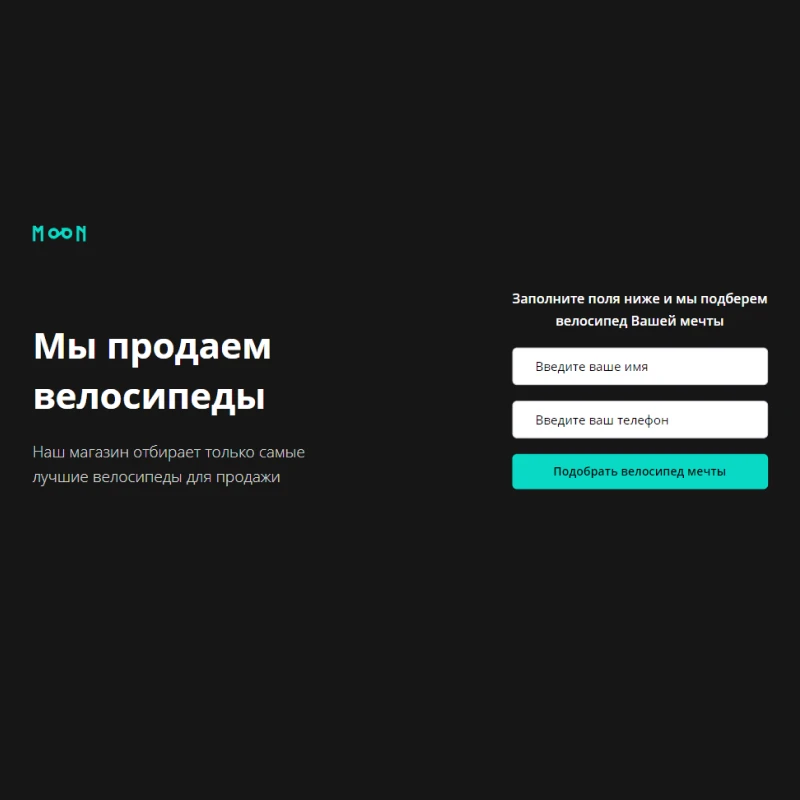 MOON
Мы продаем
велосипеды
Наш магазин отбирает только самые
лучшие велосипеды для продажи
Заполните поля ниже и мы подберем
велосипед Вашей мечты
Введите ваше имя
Введите ваш телефон
Подобрать велосипед мечты